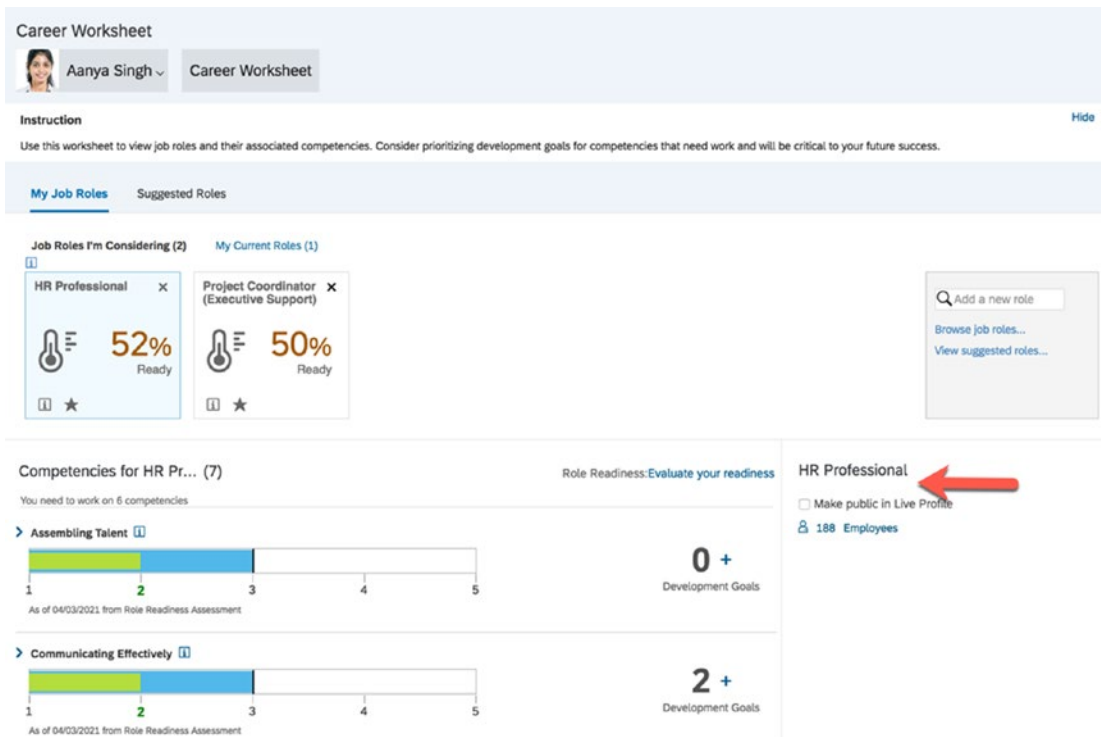 Career Worksheet
Aanya Singh
Career Worksheet
Instruction
Hide
Use this worksheet to view job roles and their associated competencies. Consider prioritizing development goals for competencies that need work and will be critical to your future success.
My Job Roles
Suggested Roles
Job Roles I'm Considering (2)
My Current Roles (1)
HR Professional
52%
Ready
Project Coordinator
(Executive Support)
50%
Ready
Add a new role
Browse job roles...
View suggested roles...
Competencies for HR Pr... (7)
Role Readiness:Evaluate your readiness
You need to work on 6 competencies
Assembling Talent
1 2 3 4 5
As of 04/03/2021 from Role Readiness Assessment
0 +
Development Goals
Communicating Effectively
1 2 3 4 5
As of 04/03/2021 from Role Readiness Assessment
2 +
Development Goals
HR Professional
Make public in Live Profile
188 Employees